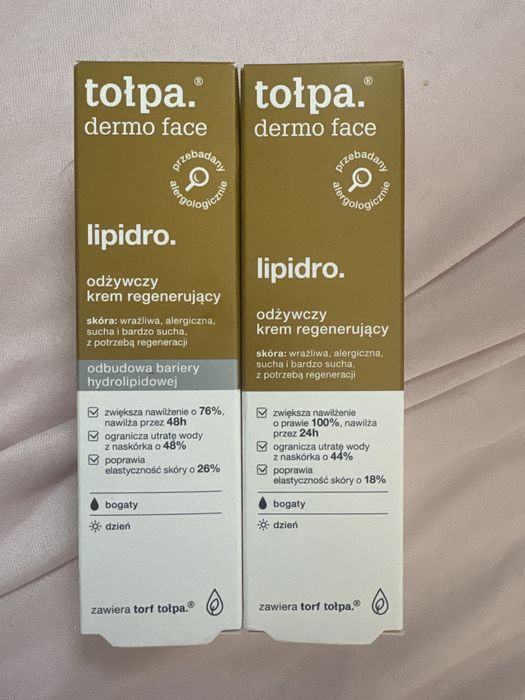 tołpa.®
dermo face
przebadany
alergologicznie
lipidro.
odżywczy
krem regenerujący
skóra: wrażliwa, alergiczna,
sucha i bardzo sucha,
z potrzebą regeneracji
odbudowa bariery
hydrolipidowej
zwiększa nawilżenie o 76%,
nawilża przez 48h
ogranicza utratę wody
z naskórka o 48%
poprawia
elastyczność skóry o 26%
bogaty
dzień
zawiera torf tołpa.®
tołpa.®
dermo face
przebadany
alergologicznie
lipidro.
odżywczy
krem regenerujący
skóra: wrażliwa, alergiczna,
sucha i bardzo sucha,
z potrzebą regeneracji
zwiększa nawilżenie
o prawie 100%, nawilża
przez 24h
ogranicza utratę wody
z naskórka o 44%
poprawia
elastyczność skóry o 18%
bogaty
dzień
zawiera torf tołpa.®